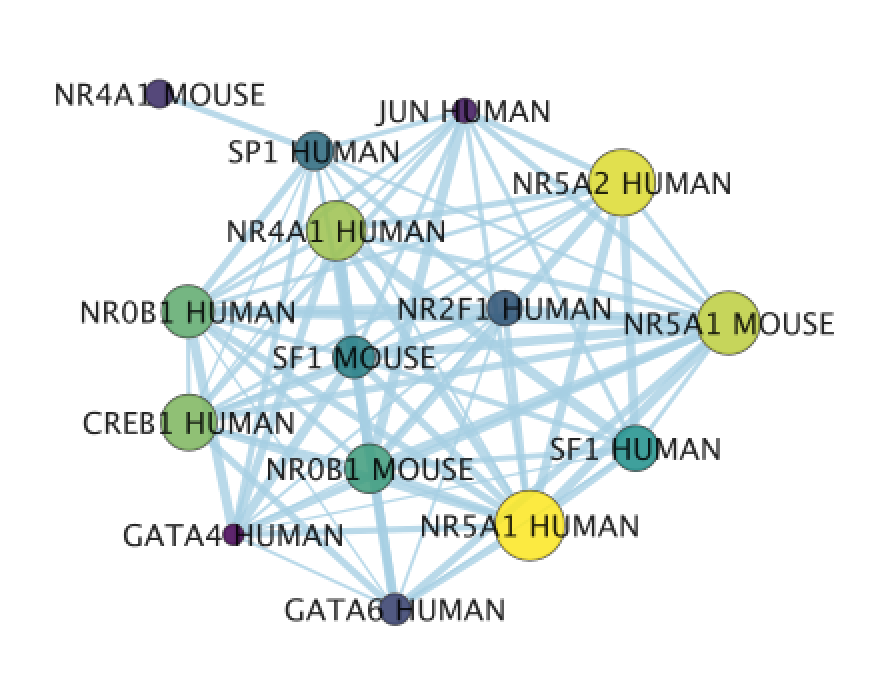 NR4A1 MOUSE
JUN HUMAN
SP1 HUMAN
NR5A2 HUMAN
NR4A1 HUMAN
NR0B1 HUMAN
NR2F1 HUMAN
NR5A1 MOUSE
SF1 MOUSE
CREB1 HUMAN
SF1 HUMAN
NR0B1 MOUSE
GATA4 HUMAN
NR5A1 HUMAN
GATA6 HUMAN